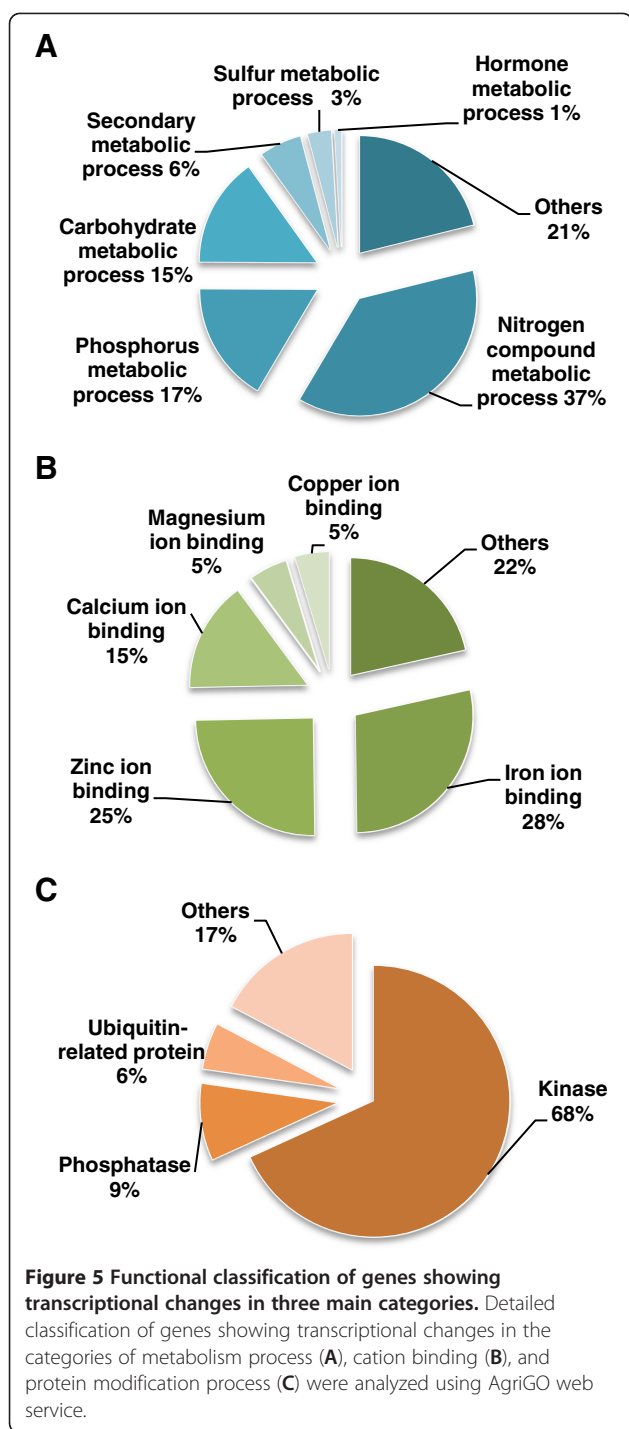 A
Sulfur metabolic
process 3%
Hormone
metabolic
process 1%
Secondary
metabolic
process 6%
Others
21%
Carbohydrate
metabolic
process 15%
Nitrogen
compound
metabolic
process 37%
Phosphorus
metabolic
process 17%
B
Copper ion
binding
5%
Magnesium
ion binding
5%
Others
22%
Calcium ion
binding
15%
Zinc ion
binding
25%
Iron ion
binding
28%
C
Others
17%
Ubiquitin-
related protein
6%
Kinase
68%
Phosphatase
9%
Figure 5 Functional classification of genes showing
transcriptional changes in three main categories. Detailed
classification of genes showing transcriptional changes in the
categories of metabolism process (A), cation binding (B), and
protein modification process (C) were analyzed using AgriGO web
service.